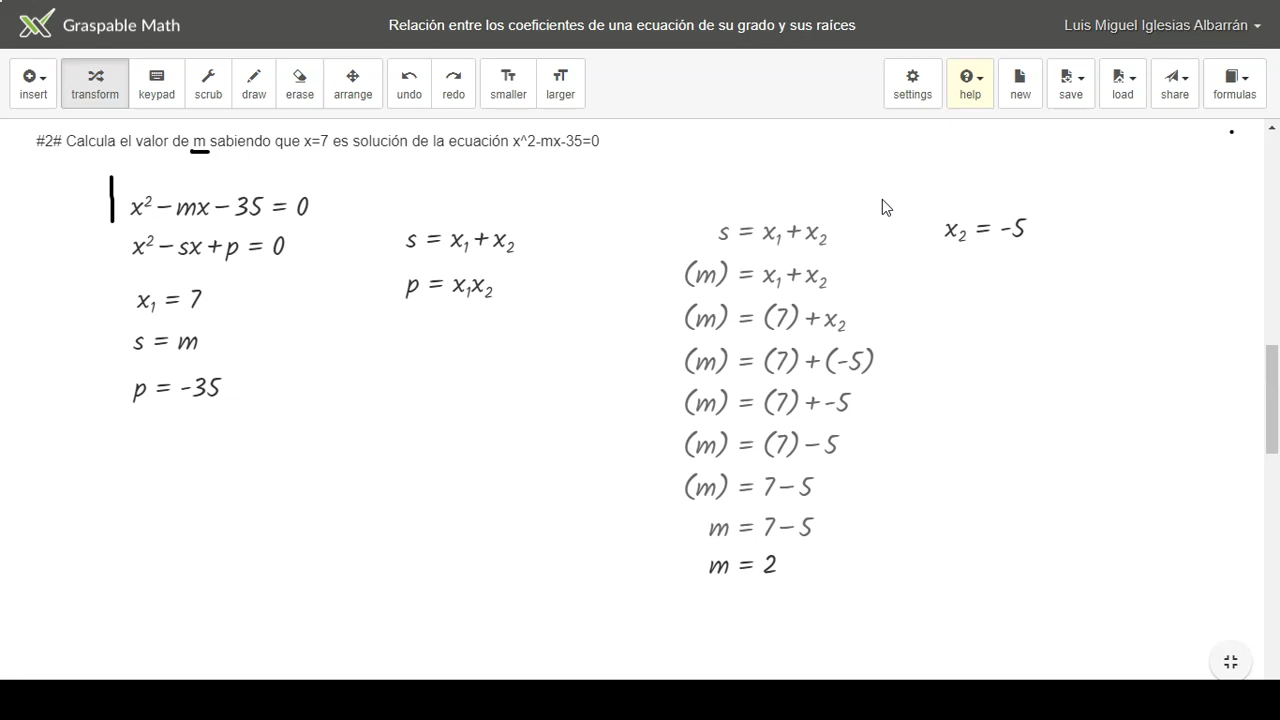 Graspable Math
Relación entre los coeficientes de una ecuación de su grado y sus raíces
Luis Miguel Iglesias Albarrán
insert transform keypad scrub draw erase arrange undo redo smaller larger settings help new save load share formulas
#2# Calcula el valor de m sabiendo que x=7 es solución de la ecuación x^2-mx-35=0
x² − mx − 35 = 0
x² − sx + p = 0
x₁ = 7
s = m
p = -35
s = x₁ + x₂
p = x₁x₂
s = x₁ + x₂
(m) = x₁ + x₂
(m) = (7) + x₂
(m) = (7) + (-5)
(m) = (7) + -5
(m) = (7) − 5
(m) = 7 − 5
m = 7 − 5
m = 2
x₂ = -5